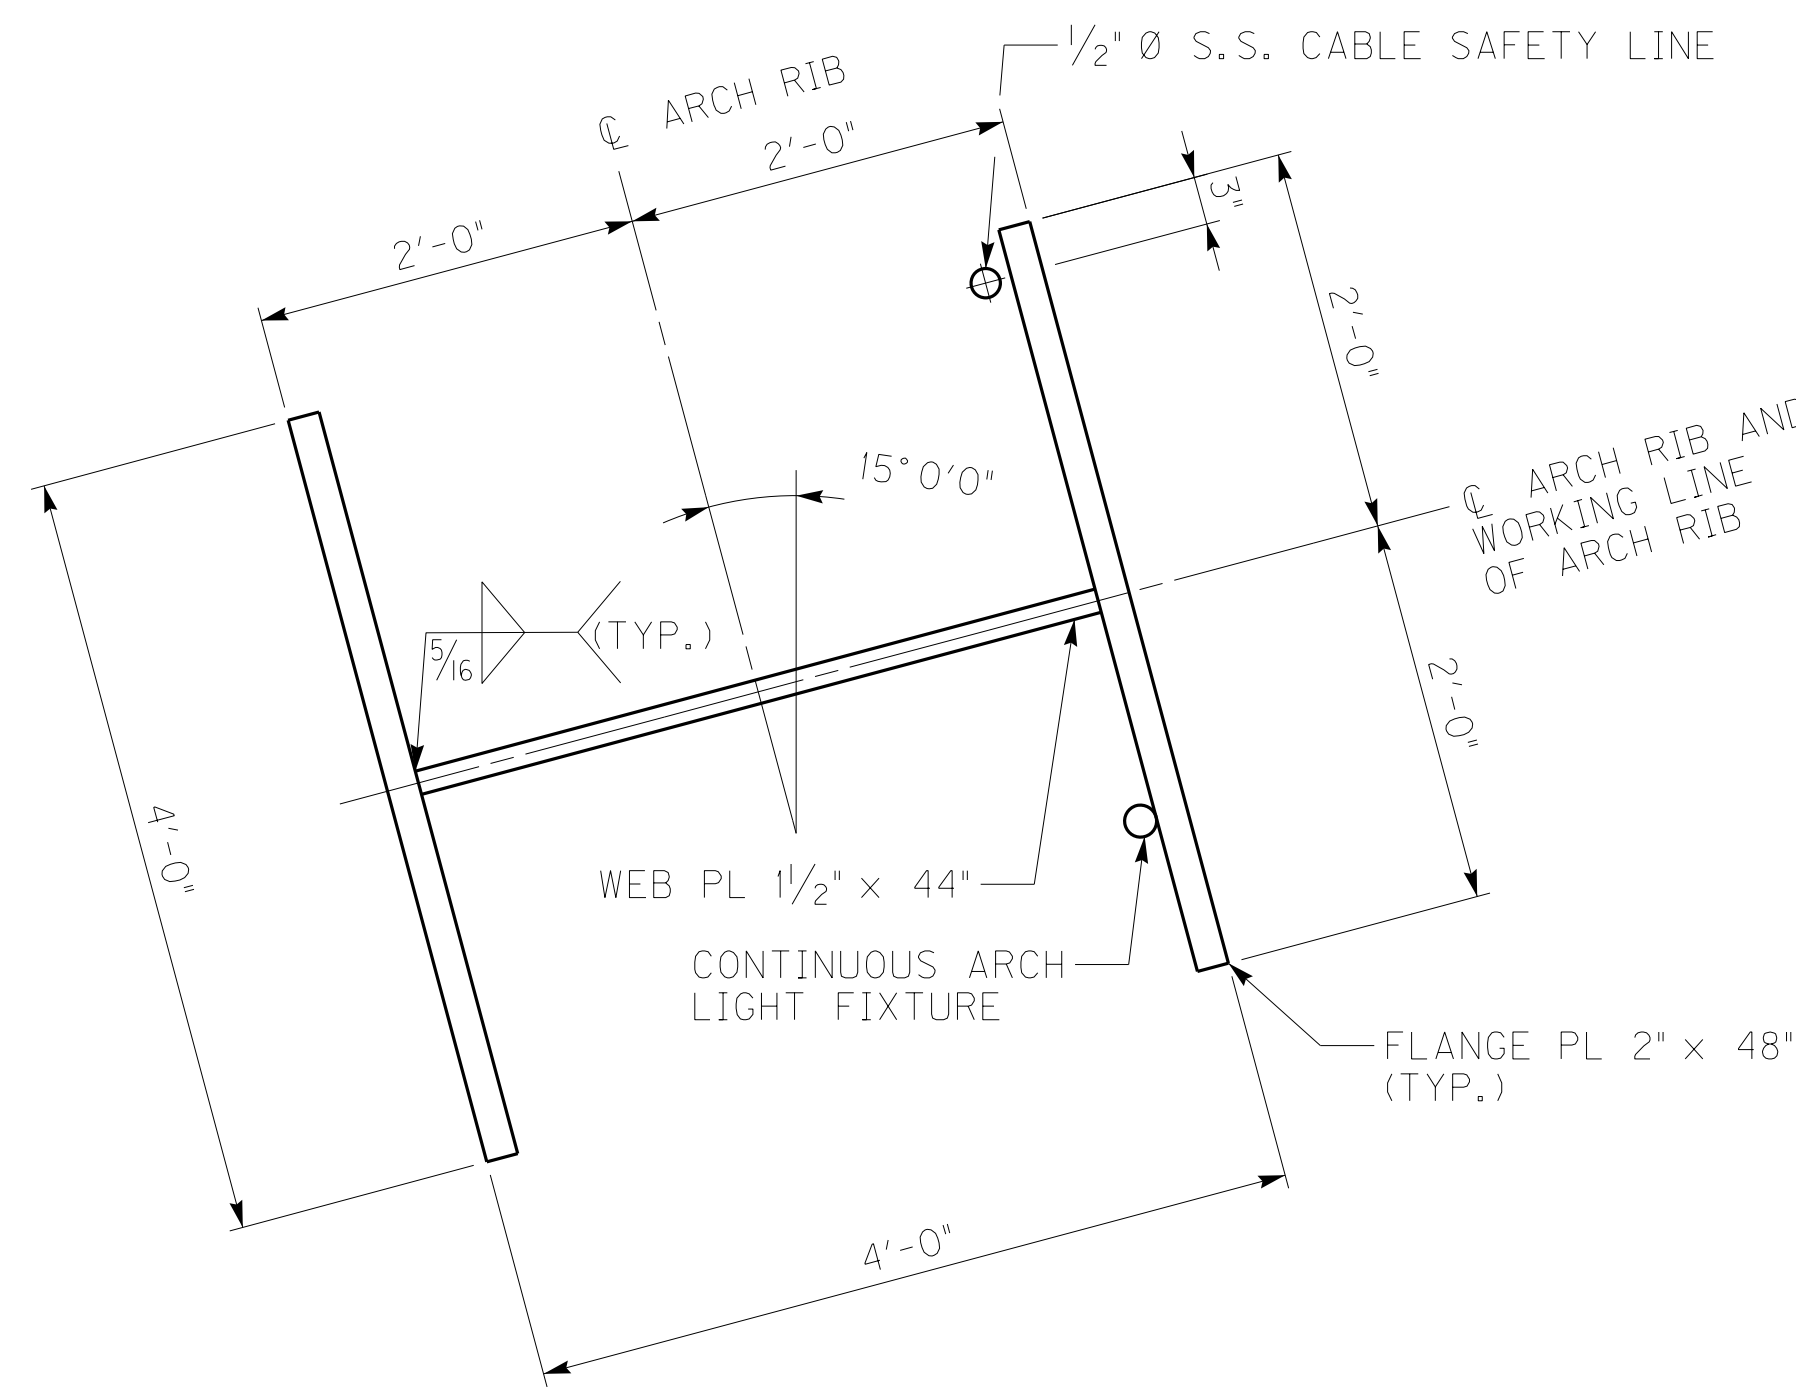 ½" Ø S.S. CABLE SAFETY LINE
℄ ARCH RIB
2'-0"
2'-0"
3"
2'-0"
℄ ARCH RIB AND
WORKING LINE
OF ARCH RIB
15°0'0"
5/16
(TYP.)
2'-0"
4'-0"
WEB PL 1½" x 44"
CONTINUOUS ARCH
LIGHT FIXTURE
FLANGE PL 2" x 48"
(TYP.)
4'-0"